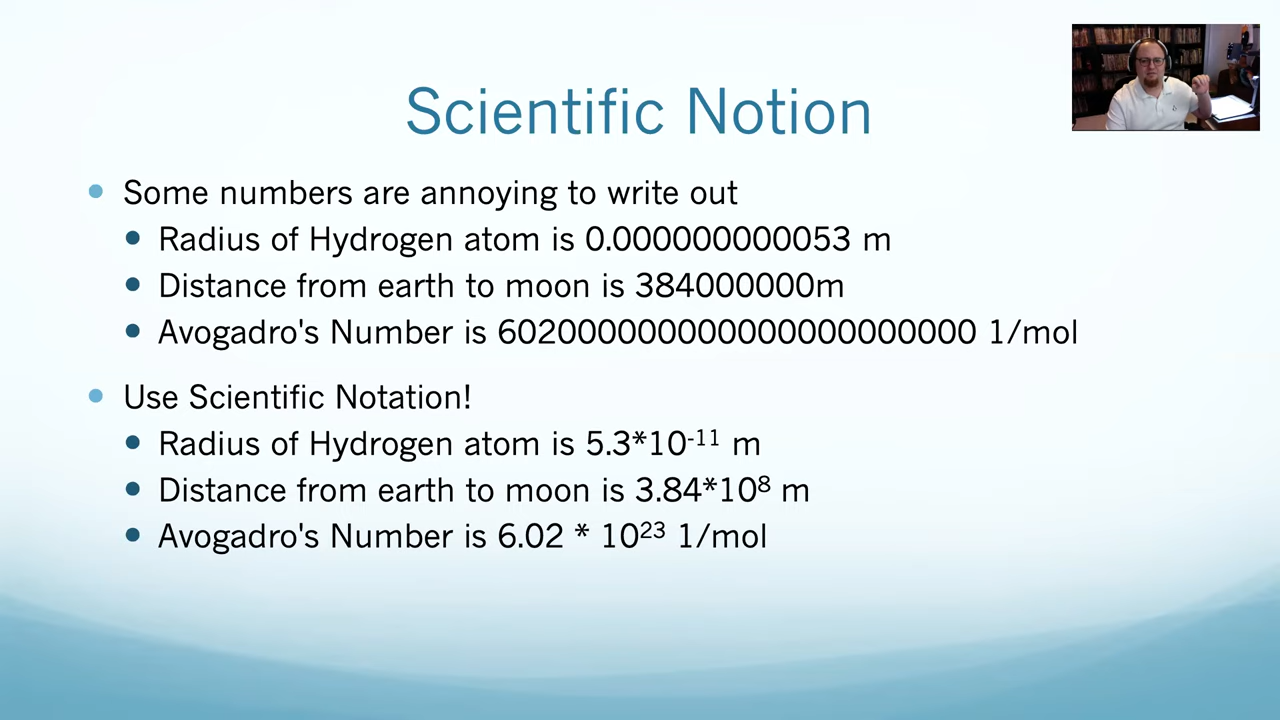 Scientific Notion
Some numbers are annoying to write out
Radius of Hydrogen atom is 0.000000000053 m
Distance from earth to moon is 384000000m
Avogadro's Number is 602000000000000000000000 1/mol
Use Scientific Notation!
Radius of Hydrogen atom is 5.3*10⁻¹¹ m
Distance from earth to moon is 3.84*10⁸ m
Avogadro's Number is 6.02 * 10²³ 1/mol